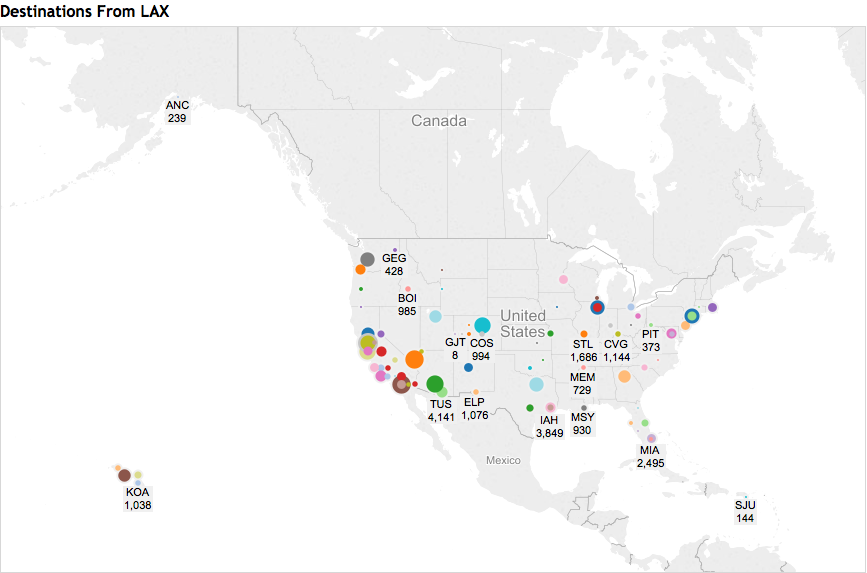 Destinations From LAX
ANC
239
Canada
GEG
428
BOI
985
United
States
GJT
8
COS
994
STL
1,686
CVG
1,144
PIT
373
MEM
729
TUS
4,141
ELP
1,076
IAH
3,849
MSY
930
MIA
2,495
Mexico
KOA
1,038
SJU
144